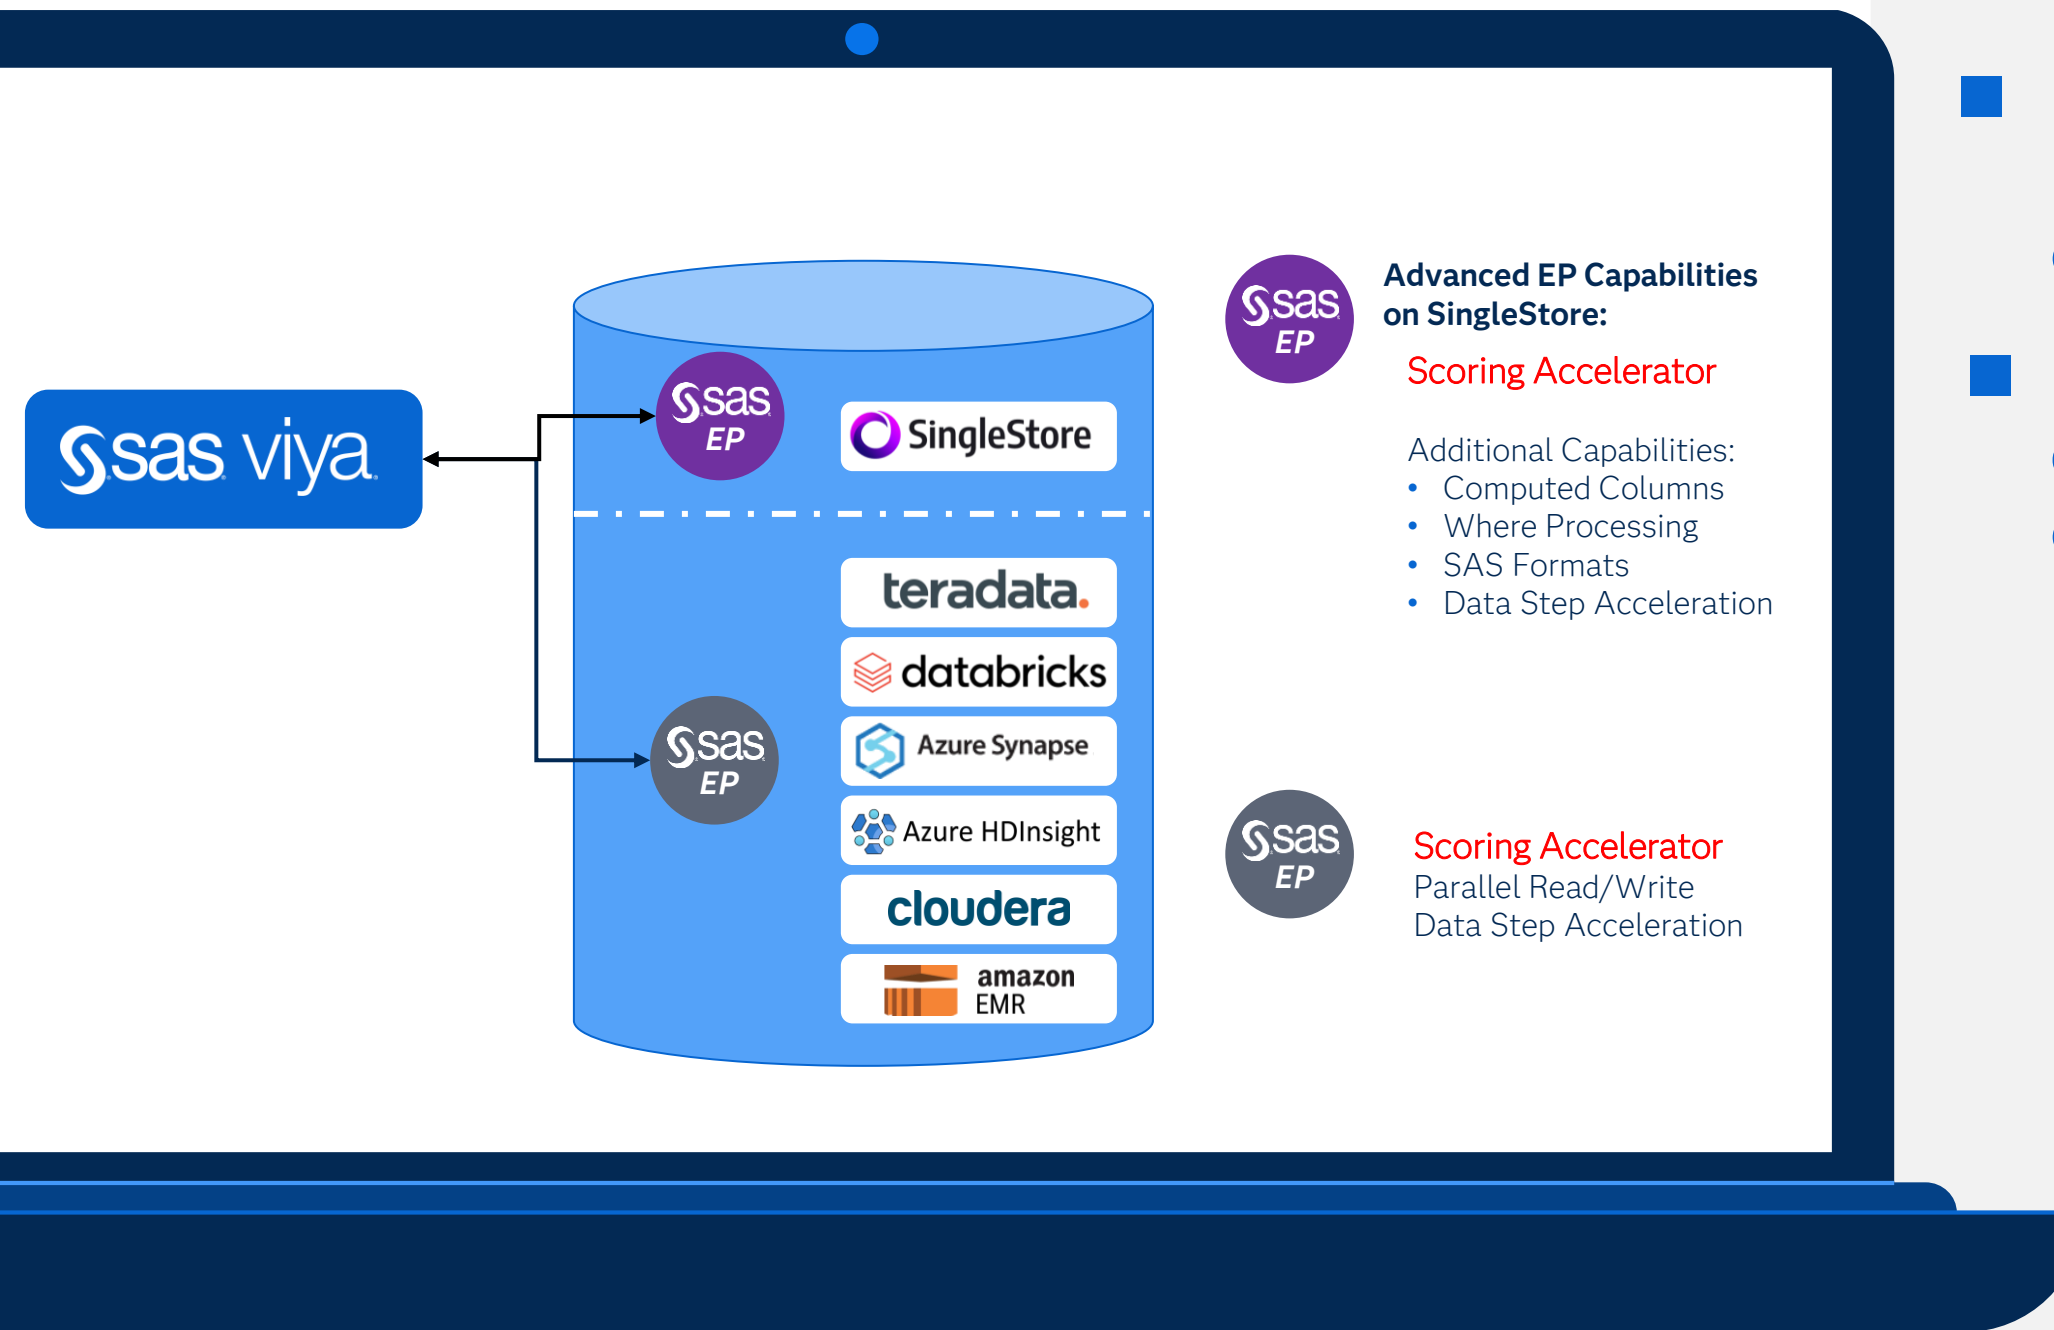 sas viya
sas
EP
SingleStore
teradata.
databricks
Azure Synapse
sas
EP
Azure HDInsight
cloudera
amazon
EMR
sas
EP
Advanced EP Capabilities
on SingleStore:
Scoring Accelerator
Additional Capabilities:
• Computed Columns
• Where Processing
• SAS Formats
• Data Step Acceleration
sas
EP
Scoring Accelerator
Parallel Read/Write
Data Step Acceleration